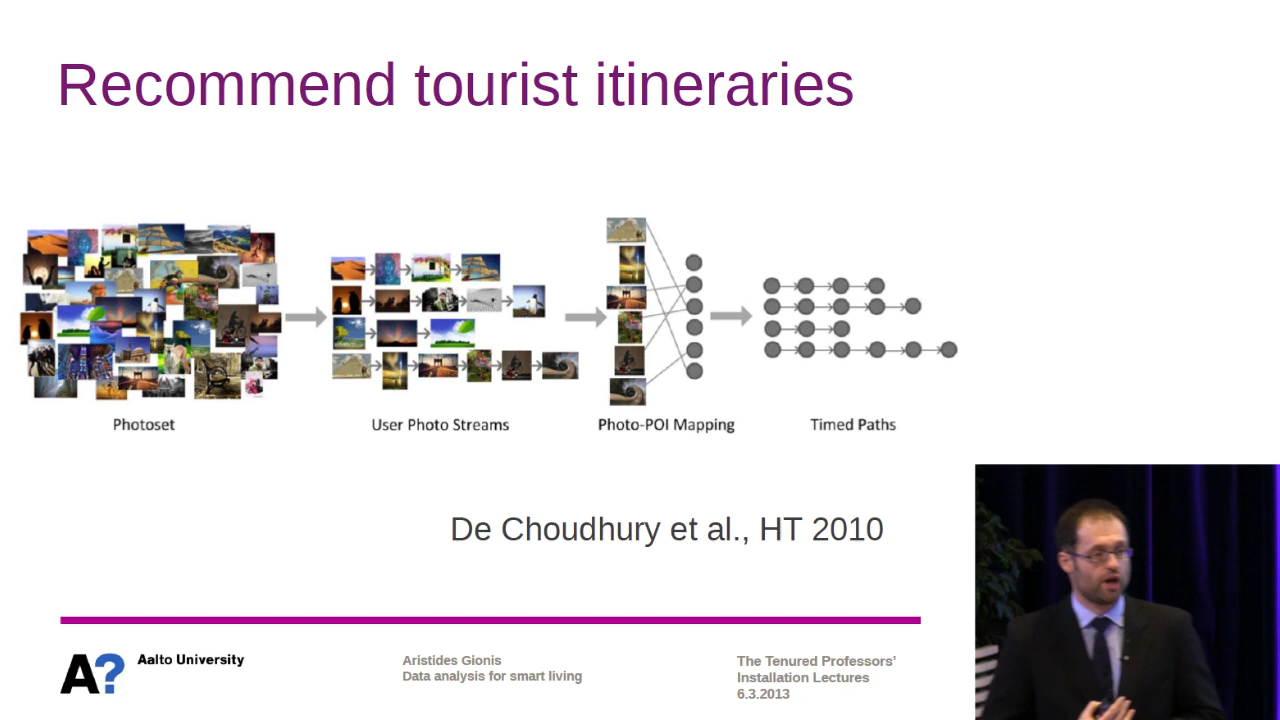 Recommend tourist itineraries
Photoset
User Photo Streams
Photo-POI Mapping
Timed Paths
De Choudhury et al., HT 2010
A?
Aalto University
Aristides Gionis
Data analysis for smart living
The Tenured Professors’
Installation Lectures
6.3.2013